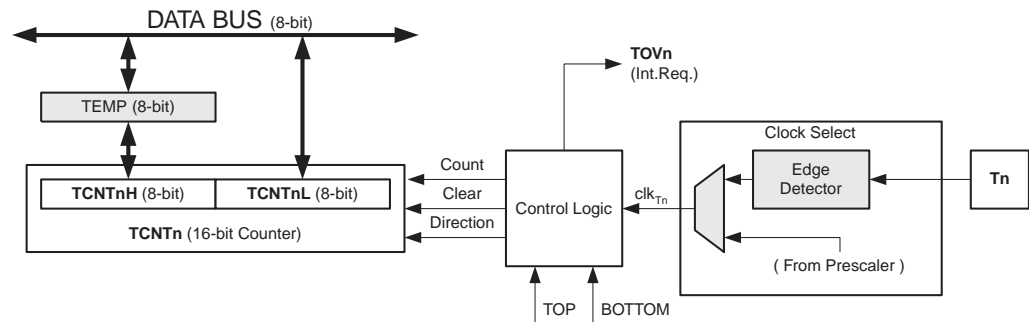 DATA BUS (8-bit)
TOVn
(Int.Req.)
TEMP (8-bit)
Clock Select
Count
Edge
Detector
Tn
TCNTnH (8-bit) TCNTnL (8-bit)
Clear
Control Logic
clkTn
TCNTn (16-bit Counter)
Direction
( From Prescaler )
TOP
BOTTOM